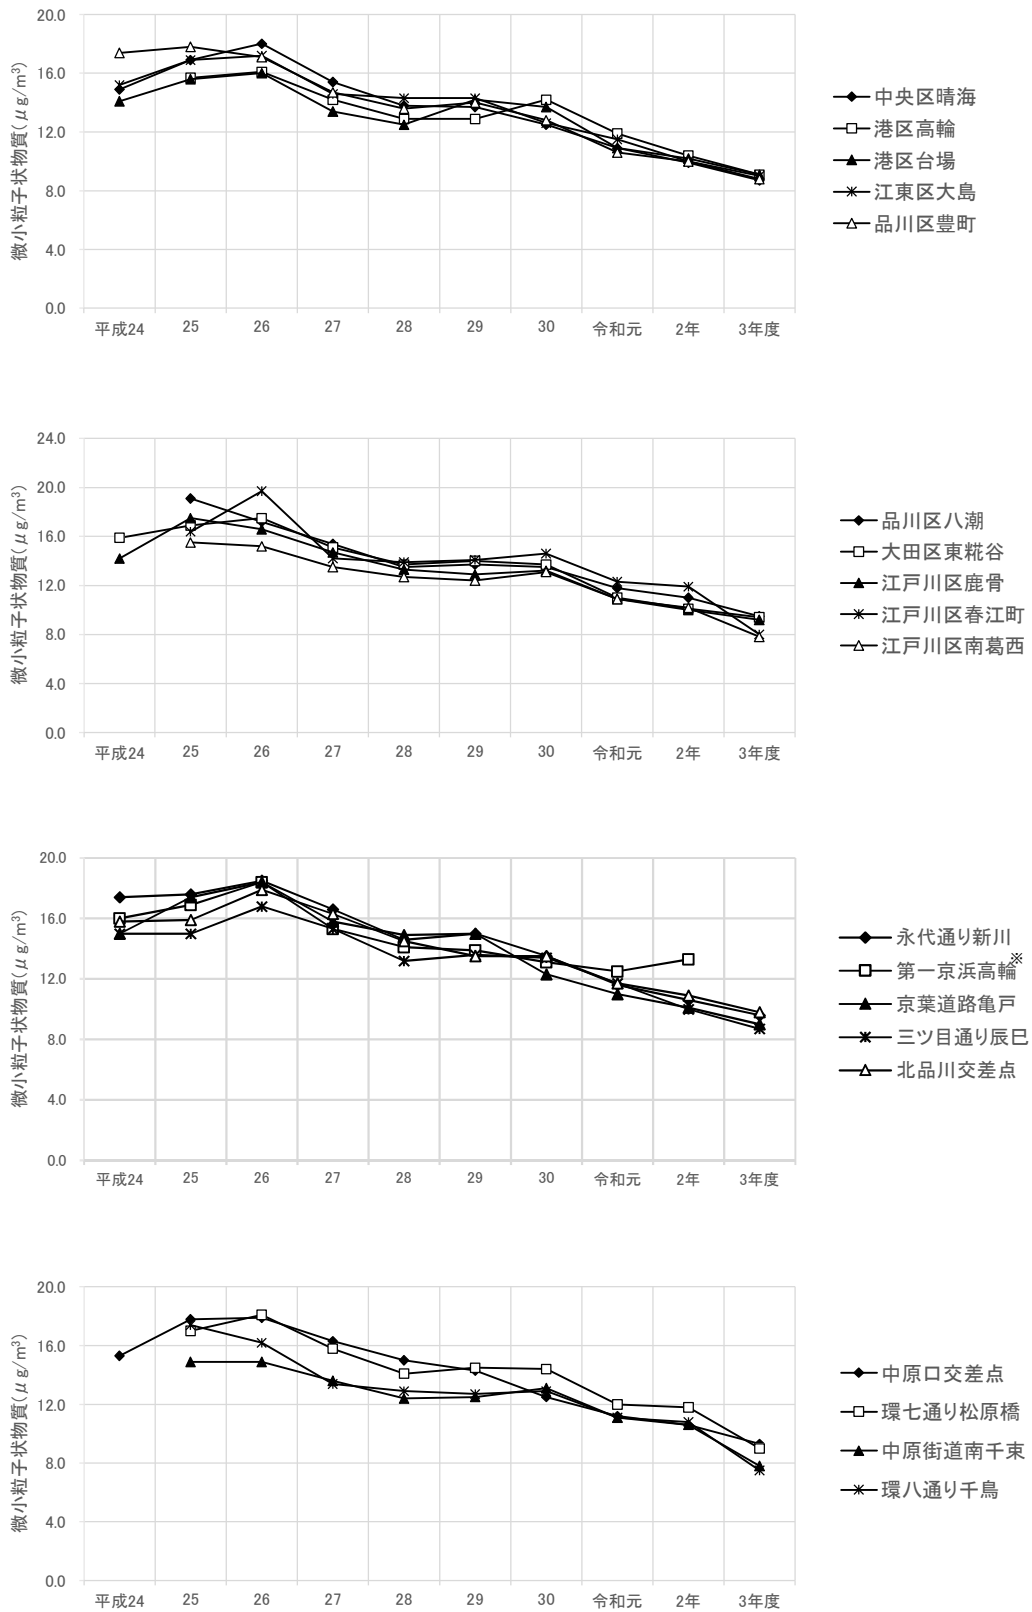 微小粒子状物質(μg/m³)
20.0
16.0
12.0
8.0
4.0
0.0
平成24 25 26 27 28 29 30 令和元 2年 3年度
中央区晴海
港区高輪
港区台場
江東区大島
品川区豊町
微小粒子状物質(μg/m³)
24.0
20.0
16.0
12.0
8.0
4.0
0.0
平成24 25 26 27 28 29 30 令和元 2年 3年度
品川区八潮
大田区東糀谷
江戸川区鹿骨
江戸川区春江町
江戸川区南葛西
微小粒子状物質(μg/m³)
20.0
16.0
12.0
8.0
4.0
0.0
平成24 25 26 27 28 29 30 令和元 2年 3年度
永代通り新川
第一京浜高輪※
京葉道路亀戸
三ツ目通り辰巳
北品川交差点
微小粒子状物質(μg/m³)
20.0
16.0
12.0
8.0
4.0
0.0
平成24 25 26 27 28 29 30 令和元 2年 3年度
中原口交差点
環七通り松原橋
中原街道南千束
環八通り千鳥